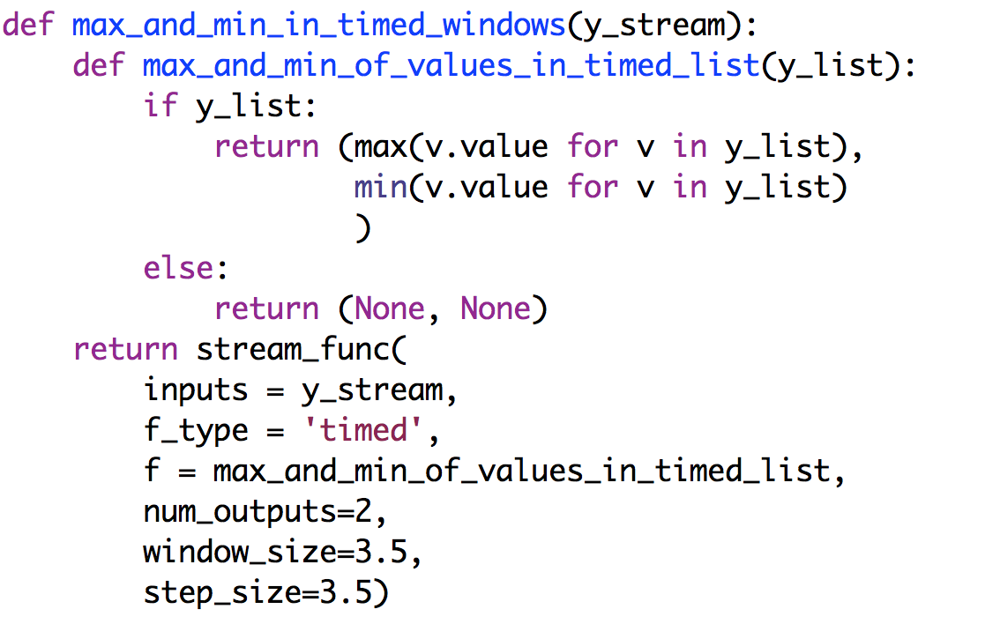 def max_and_min_in_timed_windows(y_stream):
    def max_and_min_of_values_in_timed_list(y_list):
        if y_list:
            return (max(v.value for v in y_list),
                    min(v.value for v in y_list)
                    )
        else:
            return (None, None)
    return stream_func(
        inputs = y_stream,
        f_type = 'timed',
        f = max_and_min_of_values_in_timed_list,
        num_outputs=2,
        window_size=3.5,
        step_size=3.5)